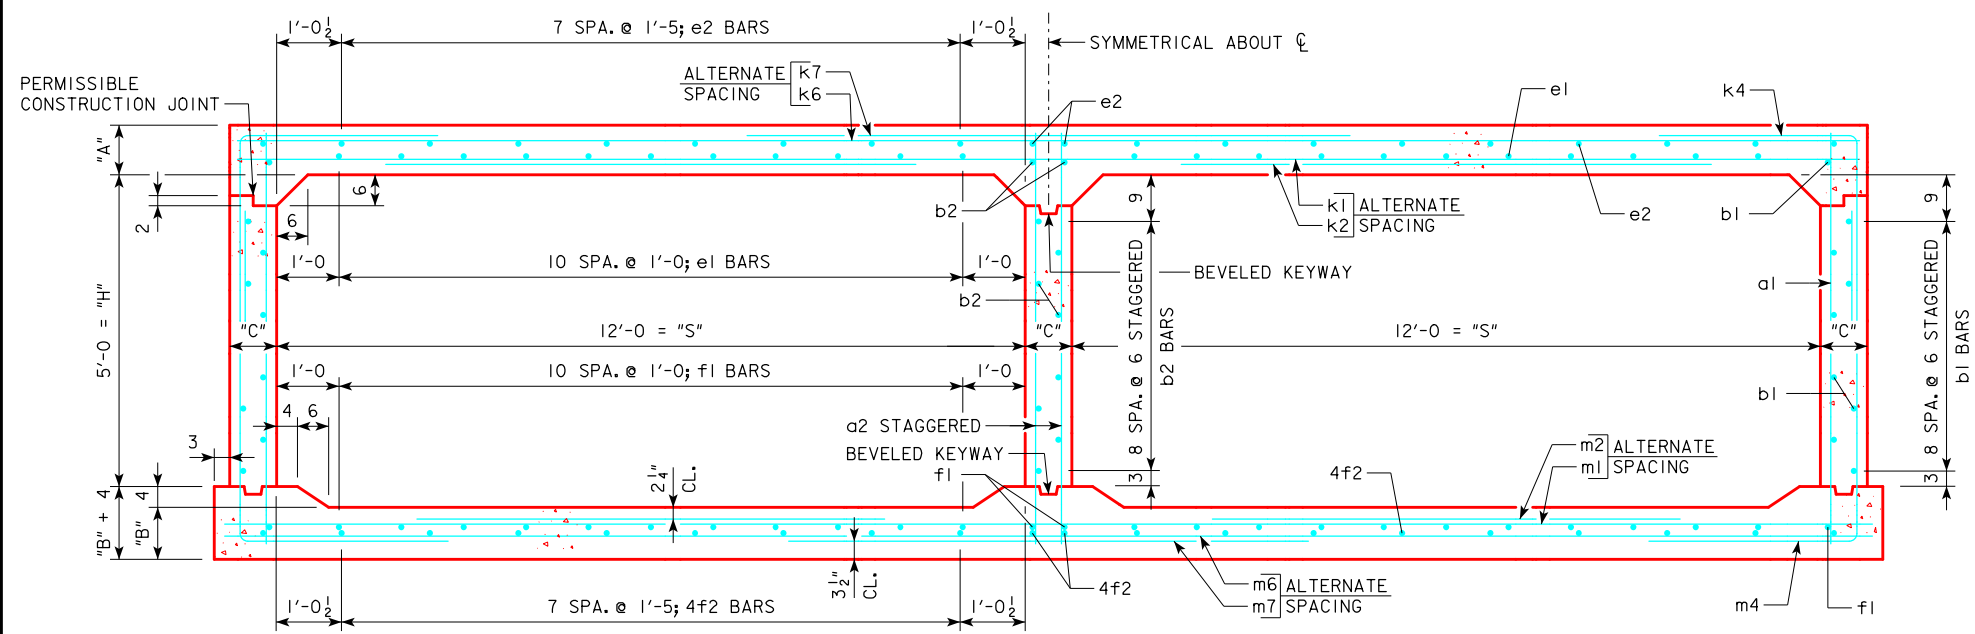 1'-0½
7 SPA. @ 1'-5; e2 BARS
1'-0½
SYMMETRICAL ABOUT ℄
PERMISSIBLE
CONSTRUCTION JOINT
ALTERNATE
SPACING
k7
k6
e2
e1
k4
"A"
6
9
9
2
6
b2
k1
k2
ALTERNATE
SPACING
e2
b1
1'-0
10 SPA. @ 1'-0; e1 BARS
1'-0
BEVELED KEYWAY
b2
a1
5'-0 = "H"
"C"
12'-0 = "S"
"C"
12'-0 = "S"
"C"
8 SPA. @ 6 STAGGERED
b2 BARS
8 SPA. @ 6 STAGGERED
b1 BARS
1'-0
10 SPA. @ 1'-0; f1 BARS
1'-0
b1
4
6
a2 STAGGERED
3
BEVELED KEYWAY
m2
m1
ALTERNATE
SPACING
2¼"
CL.
f1
4f2
3
3
"B" + 4
4
"B"
3½"
CL.
4f2
m6
m7
ALTERNATE
SPACING
m4
f1
1'-0½
7 SPA. @ 1'-5; 4f2 BARS
1'-0½